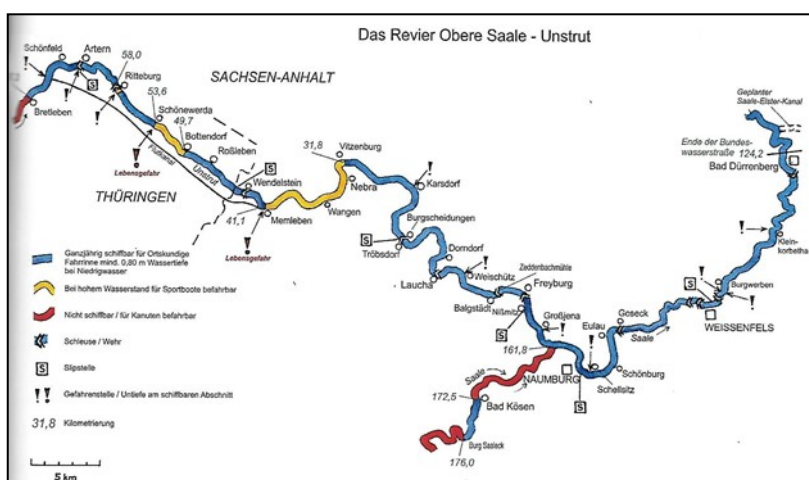 Das Revier Obere Saale - Unstrut
Schönfeld
Artern
58,0
Ritteburg
SACHSEN-ANHALT
53,6
Schönewerda
49,7
Bottendorf
Roßleben
Bretleben
Flutkanal
Unstrut
Lebensgefahr
Wendelstein
THÜRINGEN
41,1
Memleben
Lebensgefahr
31,8
Vitzenburg
Nebra
Wangen
Karsdorf
Burgscheidungen
Tröbsdorf
Dorndorf
Laucha
Weischütz
Zeddenbachmühle
Balgstädt
Nißmitz
Freyburg
Großjena
161,8
Saale
NAUMBURG
172,5
Bad Kösen
Burg Saaleck
176,0
Eulau
Goseck
Saale
Schönburg
Schellsitz
Geplanter
Saale-Elster-Kanal
Ende der Bundes-
wasserstraße 124,2
Bad Dürrenberg
Klein-
korbetha
Burgwerben
WEISSENFELS
Ganzjährig schiffbar für Ortskundige
Fahrrinne mind. 0,80 m Wassertiefe
bei Niedrigwasser
Bei hohem Wasserstand für Sportboote befahrbar
Nicht schiffbar / für Kanuten befahrbar
Schleuse / Wehr
S Slipstelle
! ! Gefahrenstelle / Untiefe am schiffbaren Abschnitt
31,8 Kilometrierung
5 km